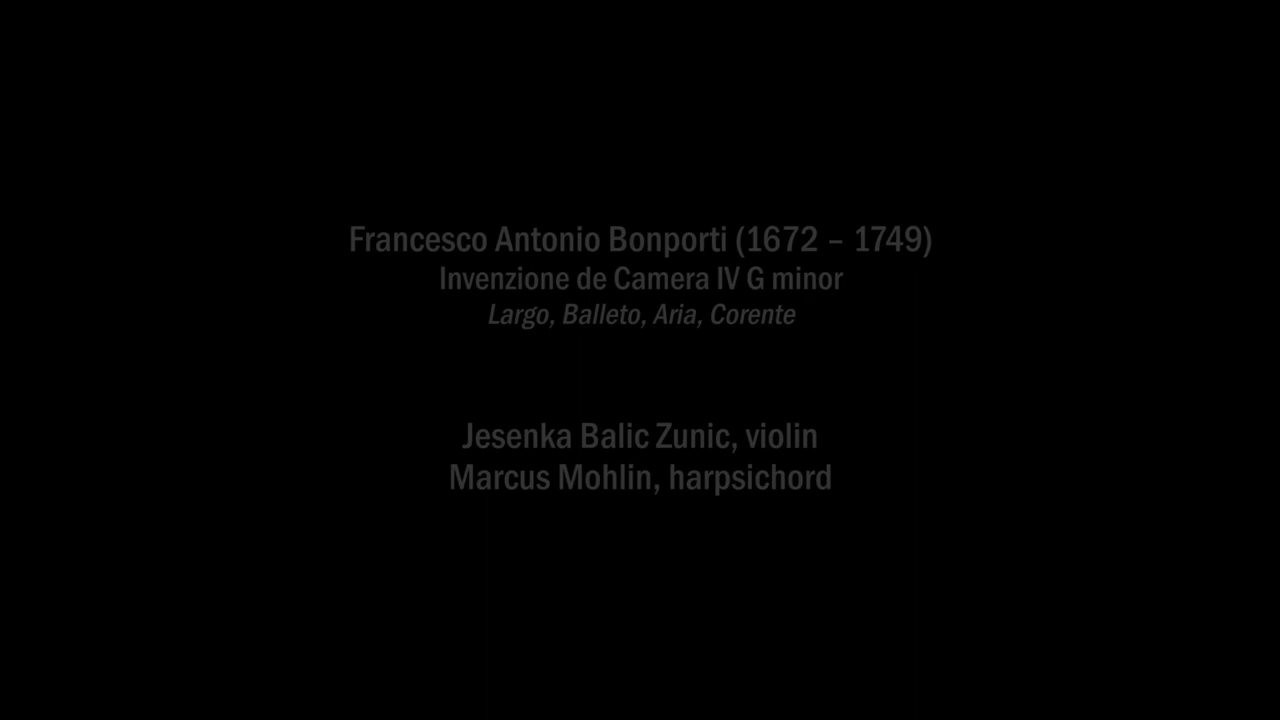 Francesco Antonio Bonporti (1672 – 1749)
Invenzione de Camera IV G minor
Largo, Balleto, Aria, Corente
Jesenka Balic Zunic, violin
Marcus Mohlin, harpsichord